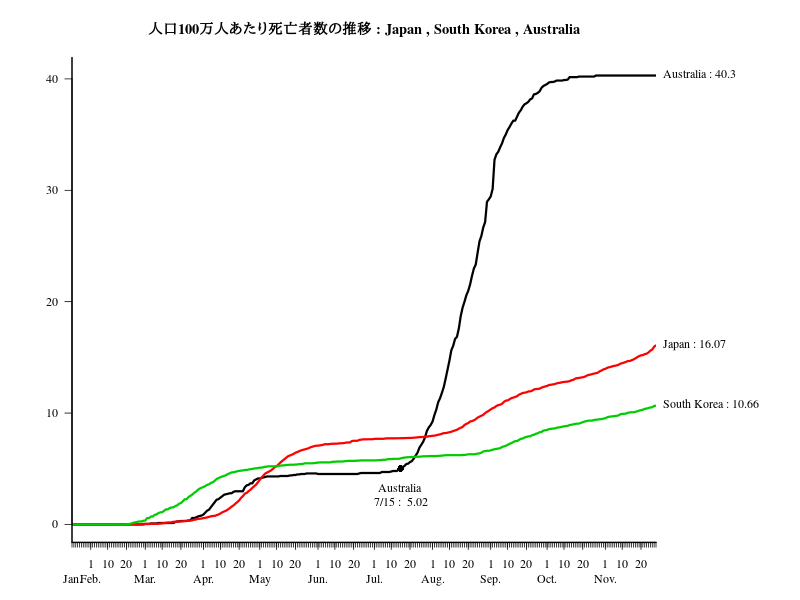 人口100万人あたり死亡者数の推移 : Japan , South Korea , Australia
40
Australia : 40.3
30
20
Japan : 16.07
South Korea : 10.66
10
Australia
7/15 : 5.02
0
1 10 20 1 10 20 1 10 20 1 10 20 1 10 20 1 10 20 1 10 20 1 10 20 1 10 20 1 10 20
Jan. Feb. Mar. Apr. May Jun. Jul. Aug. Sep. Oct. Nov.